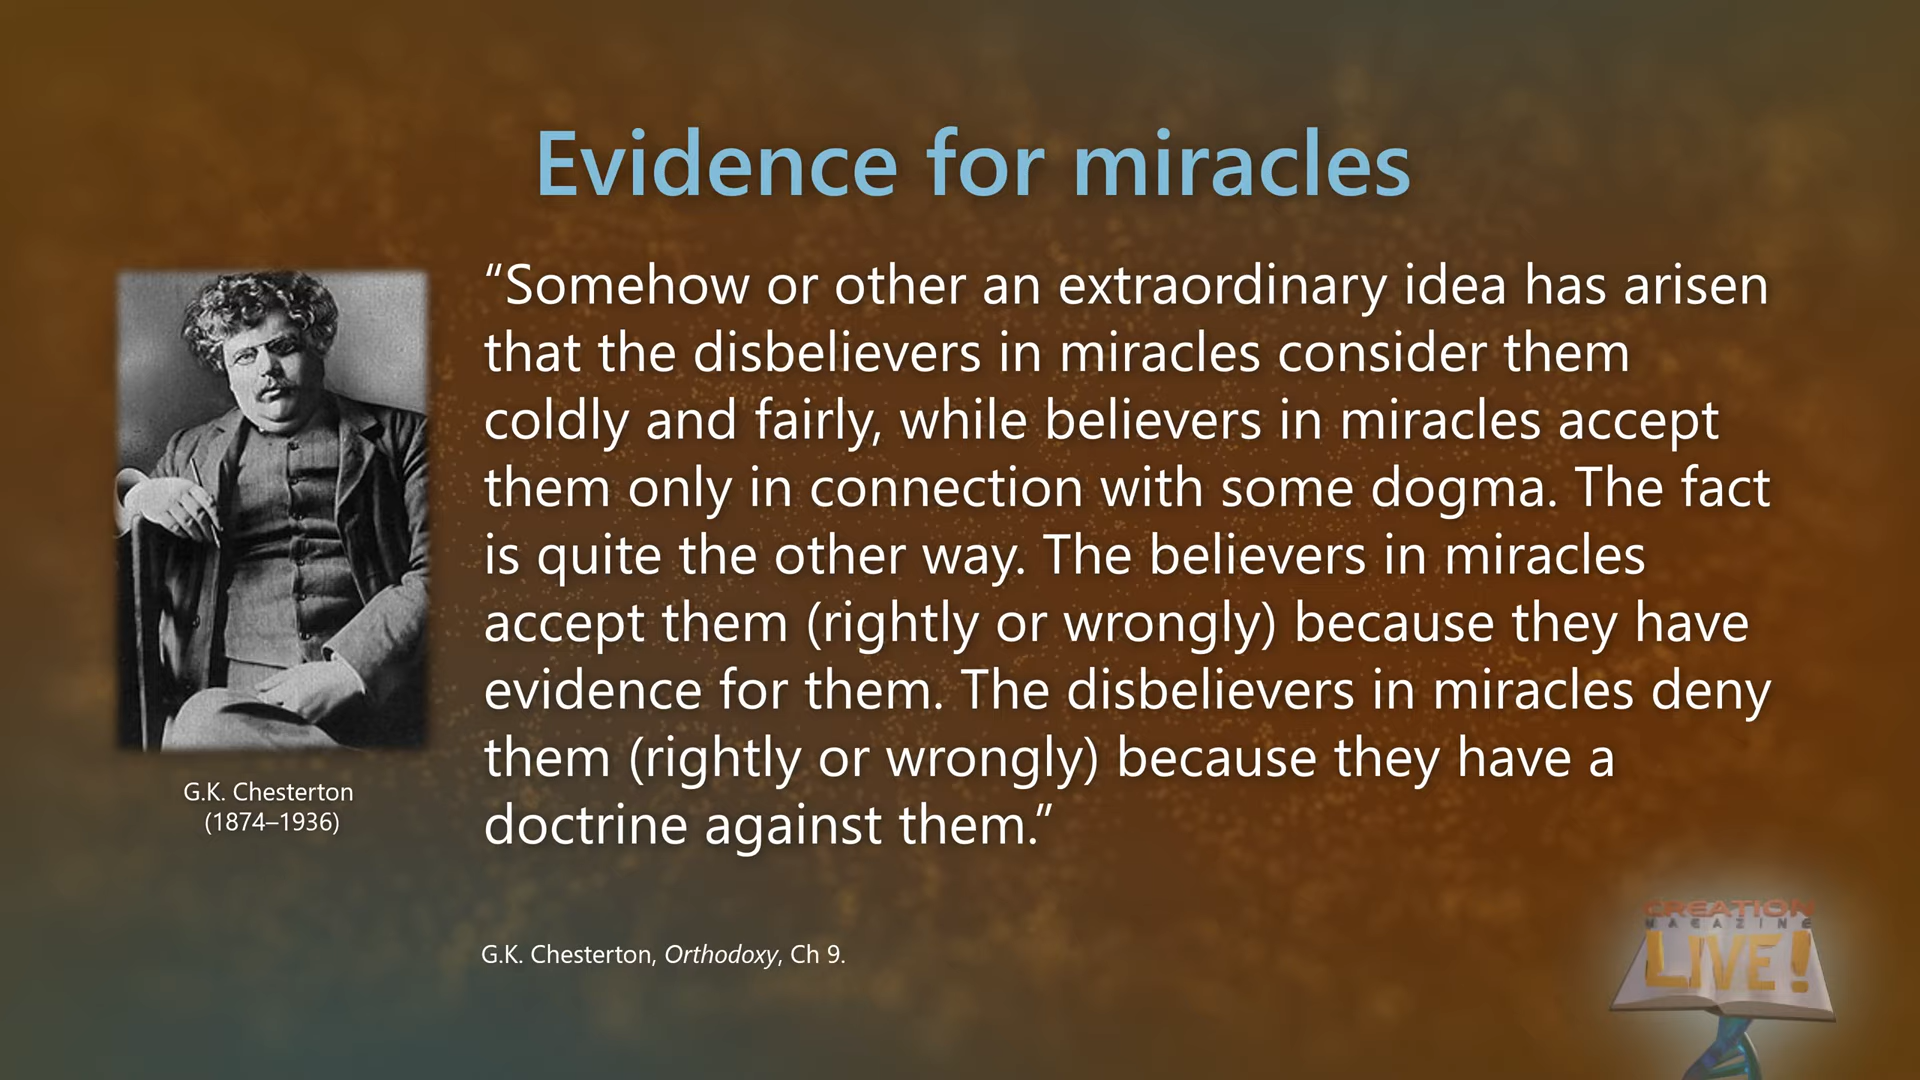 Evidence for miracles
“Somehow or other an extraordinary idea has arisen
that the disbelievers in miracles consider them
coldly and fairly, while believers in miracles accept
them only in connection with some dogma. The fact
is quite the other way. The believers in miracles
accept them (rightly or wrongly) because they have
evidence for them. The disbelievers in miracles deny
them (rightly or wrongly) because they have a
doctrine against them.”
G.K. Chesterton
(1874–1936)
G.K. Chesterton, Orthodoxy, Ch 9.
CREATION
MAGAZINE
LIVE!